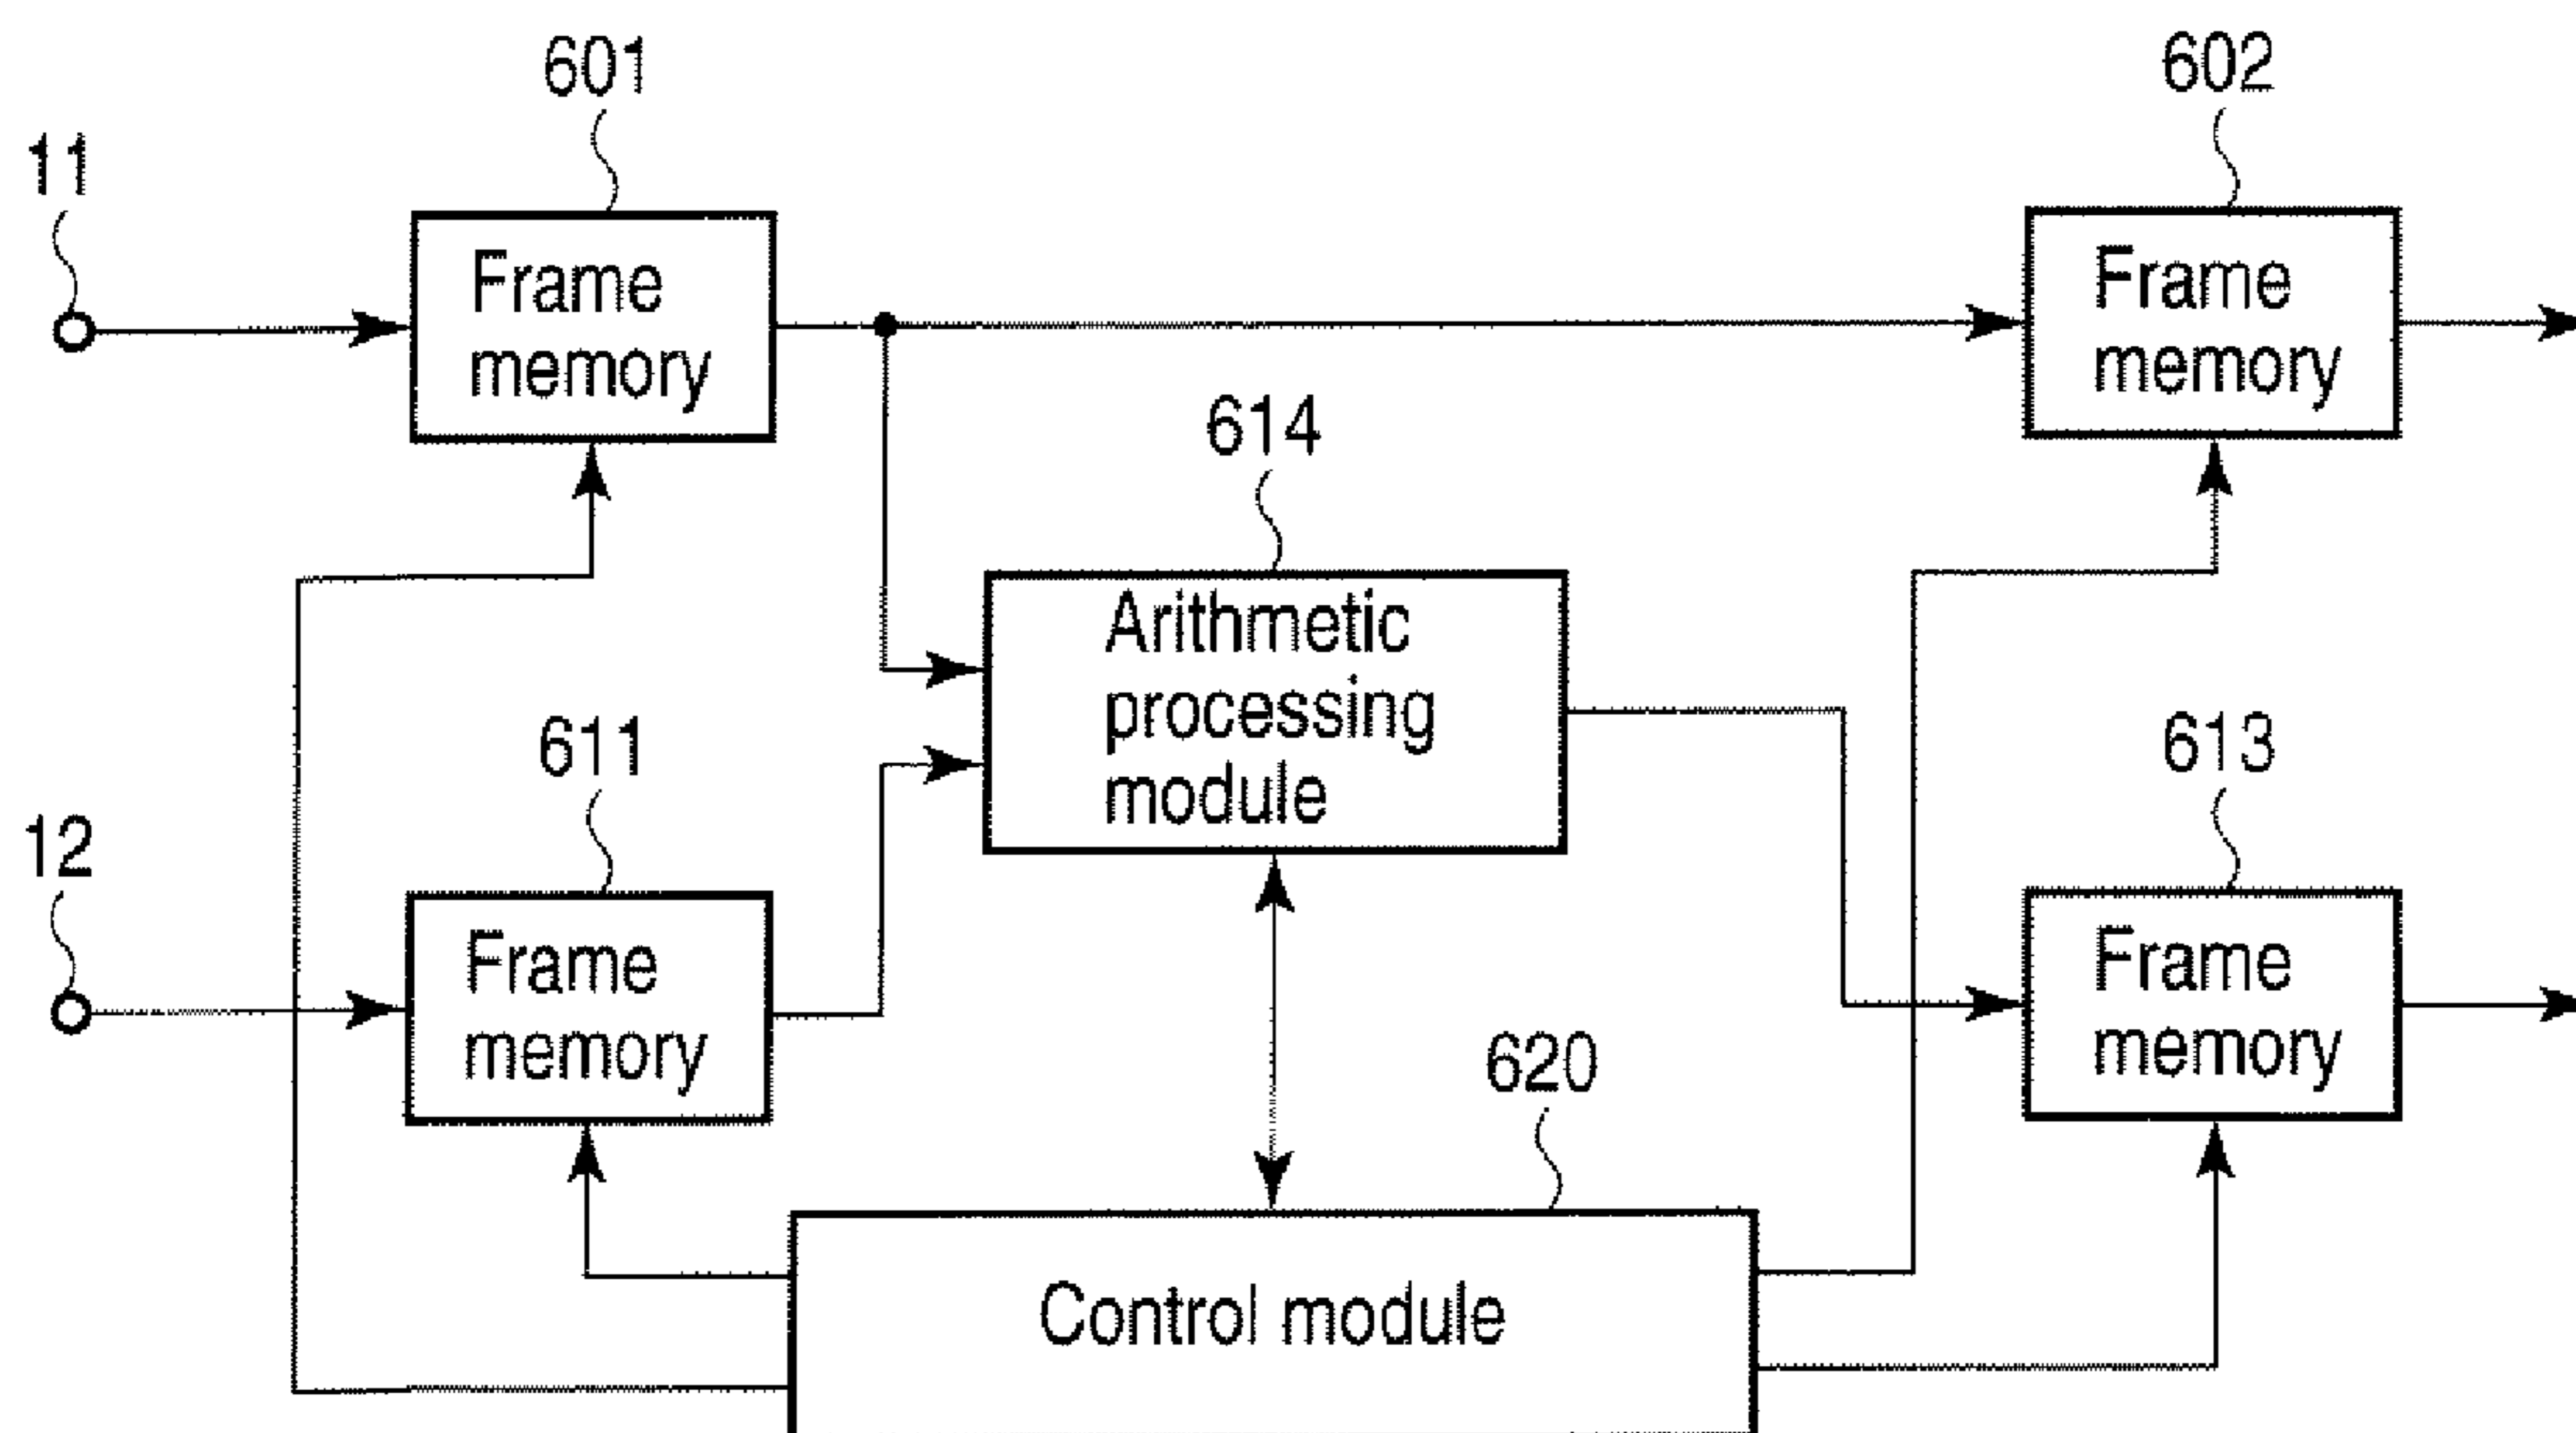 601
602
11
Frame
memory
Frame
memory
614
Arithmetic
processing
module
611
613
12
Frame
memory
Frame
memory
620
Control module